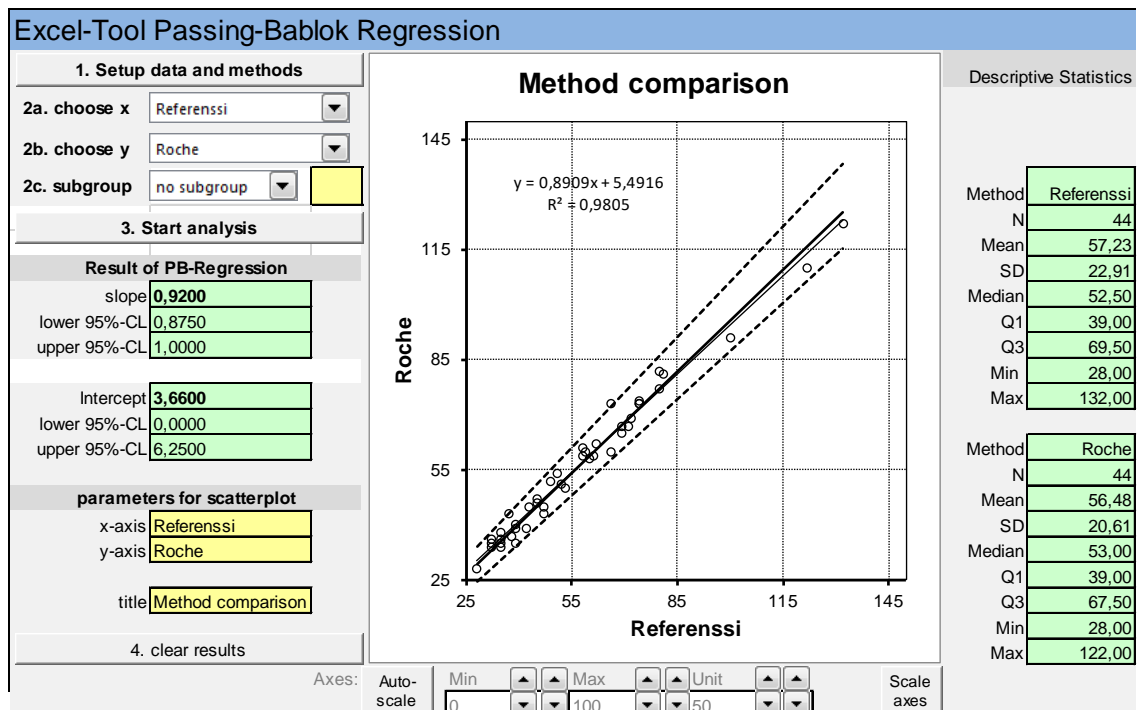 Excel-Tool Passing-Bablok Regression
1. Setup data and methods
2a. choose x Referenssi
2b. choose y Roche
2c. subgroup no subgroup
3. Start analysis
Result of PB-Regression
slope 0,9200
lower 95%-CL 0,8750
upper 95%-CL 1,0000
Intercept 3,6600
lower 95%-CL 0,0000
upper 95%-CL 6,2500
parameters for scatterplot
x-axis Referenssi
y-axis Roche
title Method comparison
4. clear results
Method comparison
y = 0,8909x + 5,4916
R² = 0,9805
Roche
145
115
85
55
25
25 55 85 115 145
Referenssi
Axes:
Auto-
scale
Min Max Unit
0 100 50
Scale
axes
Descriptive Statistics
Method Referenssi
N 44
Mean 57,23
SD 22,91
Median 52,50
Q1 39,00
Q3 69,50
Min 28,00
Max 132,00
Method Roche
N 44
Mean 56,48
SD 20,61
Median 53,00
Q1 39,00
Q3 67,50
Min 28,00
Max 122,00